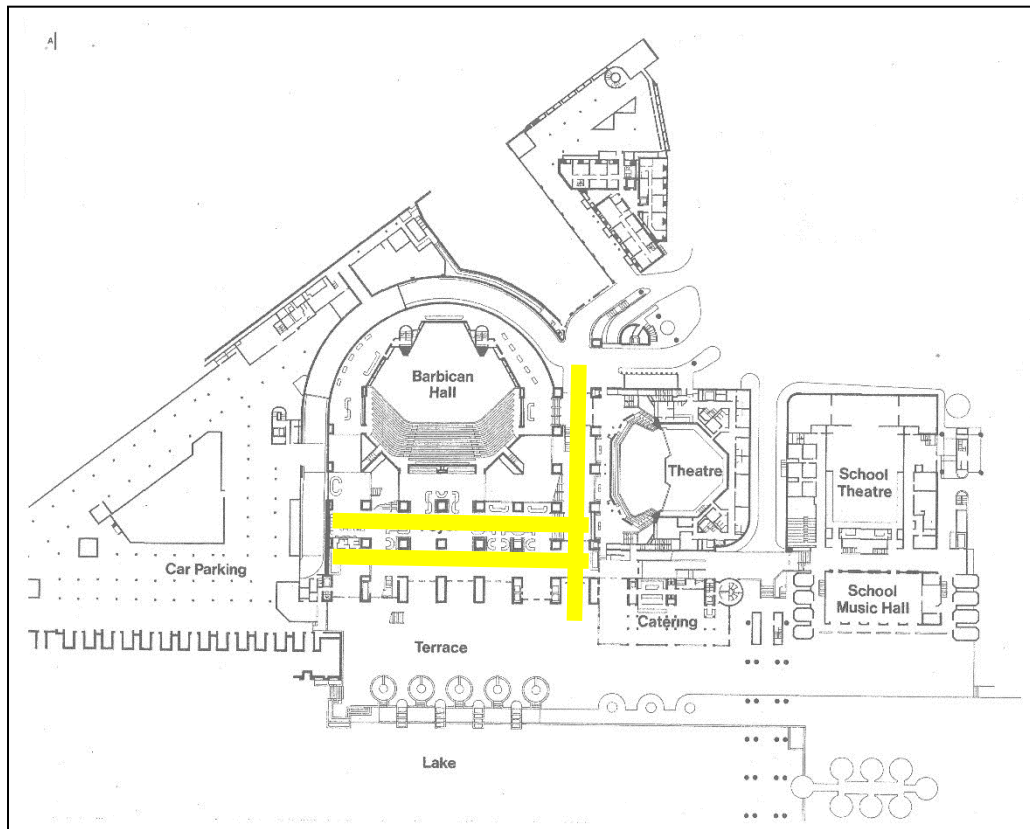 A
Barbican
Hall
Theatre
School
Theatre
Car Parking
School
Music Hall
Catering
Terrace
Lake